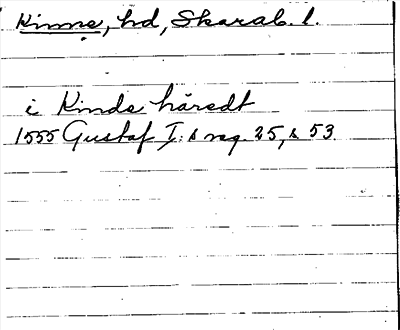 Kinne, hd, Skarab. l.
i Kinde häredt
1555 Gustaf I:s reg. 25, s 53.